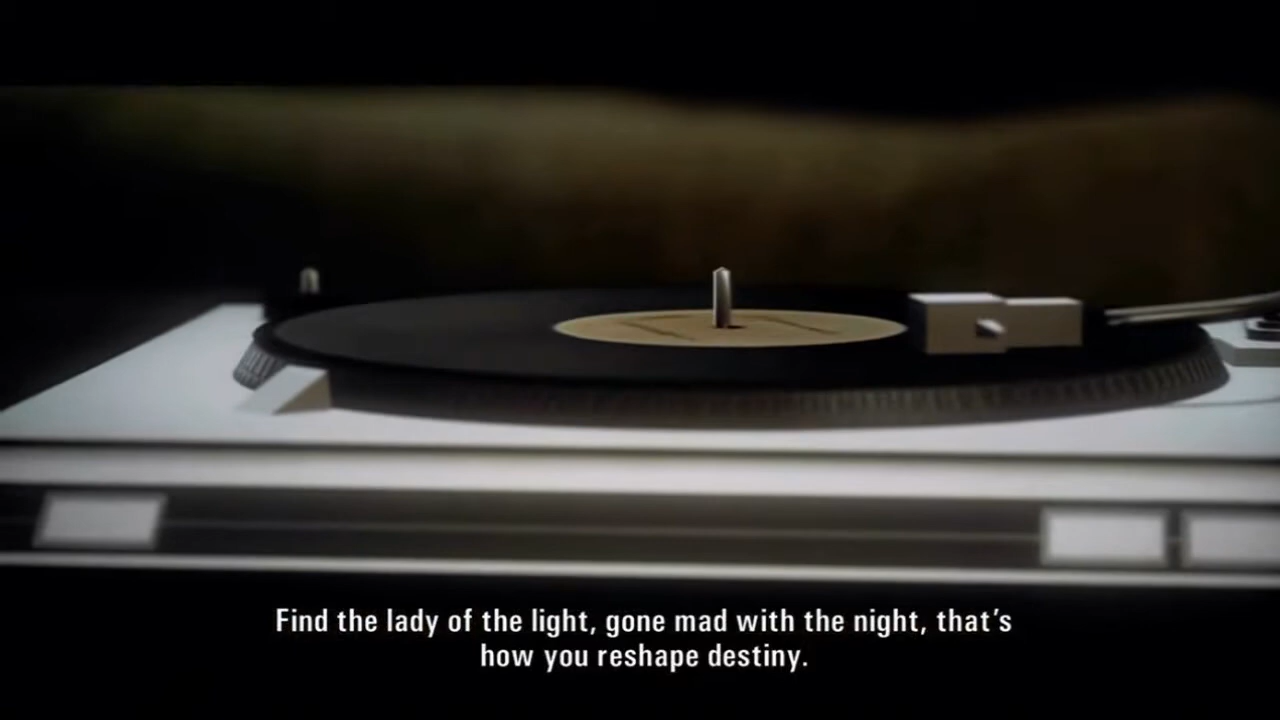 Find the lady of the light, gone mad with the night, that's
how you reshape destiny.